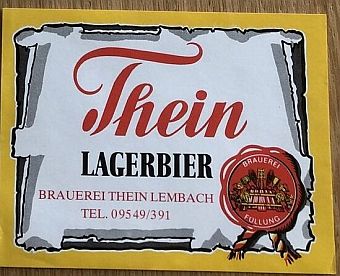 Thein
LAGERBIER
BRAUEREI THEIN LEMBACH
TEL. 09549/391
BRAUEREI
FÜLLUNG